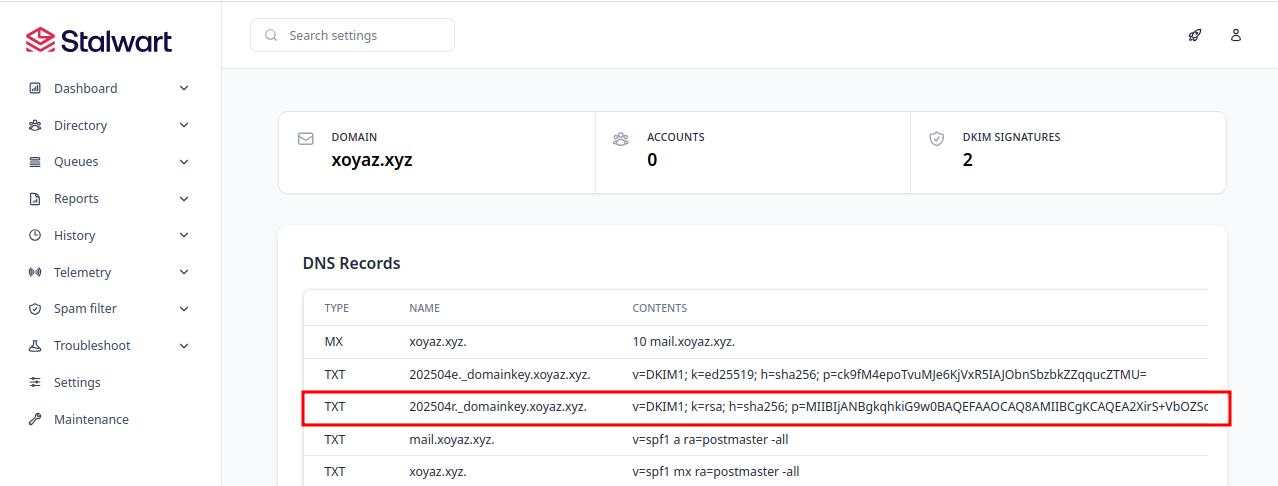 Stalwart
Search settings
Dashboard
Directory
Queues
Reports
History
Telemetry
Spam filter
Troubleshoot
Settings
Maintenance
DOMAIN
xoyaz.xyz
ACCOUNTS
0
DKIM SIGNATURES
2
DNS Records
TYPE NAME CONTENTS
MX xoyaz.xyz. 10 mail.xoyaz.xyz.
TXT 202504e._domainkey.xoyaz.xyz. v=DKIM1; k=ed25519; h=sha256; p=ck9fM4epoTvuMJe6KjVxR5IAJObnSbzbkZZqqucZTMU=
TXT 202504r._domainkey.xoyaz.xyz. v=DKIM1; k=rsa; h=sha256; p=MIIBIjANBgkqhkiG9w0BAQEFAAOCAQ8AMIIBCgKCAQEA2XirS+VbOZSc
TXT mail.xoyaz.xyz. v=spf1 a ra=postmaster -all
TXT xoyaz.xyz. v=spf1 mx ra=postmaster -all